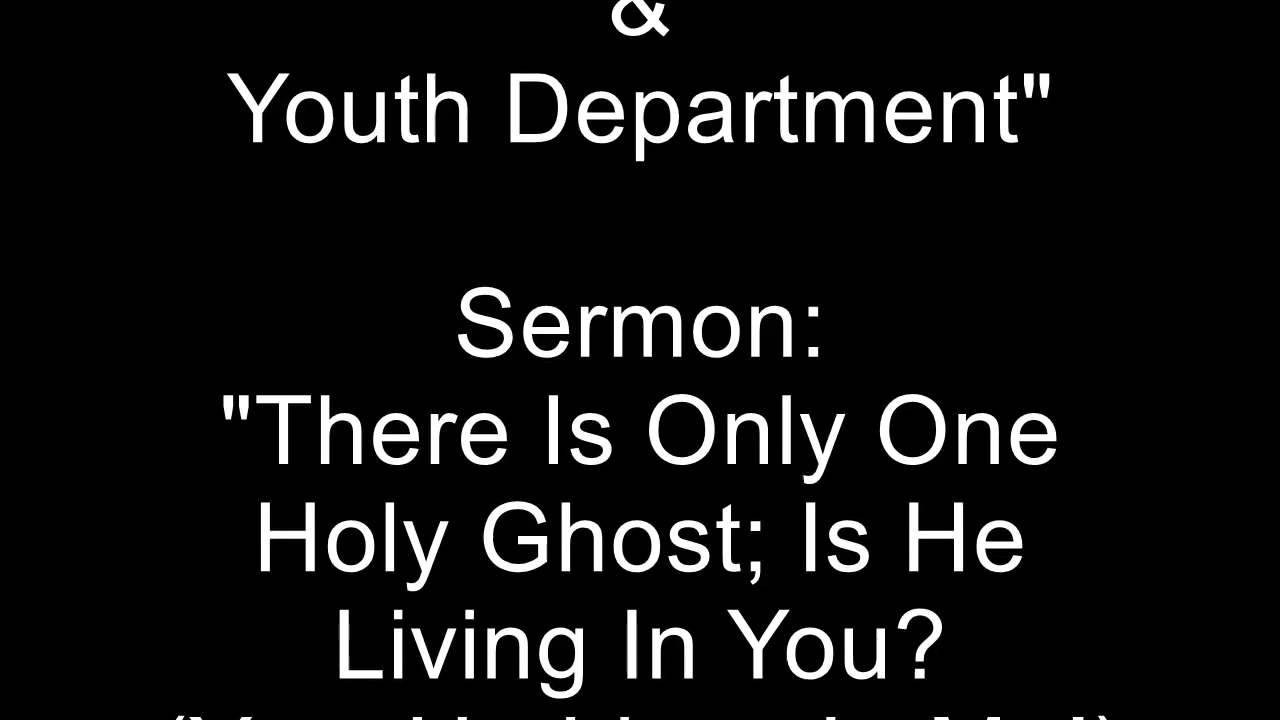 &
Youth Department"
Sermon:
"There Is Only One
Holy Ghost; Is He
Living In You?